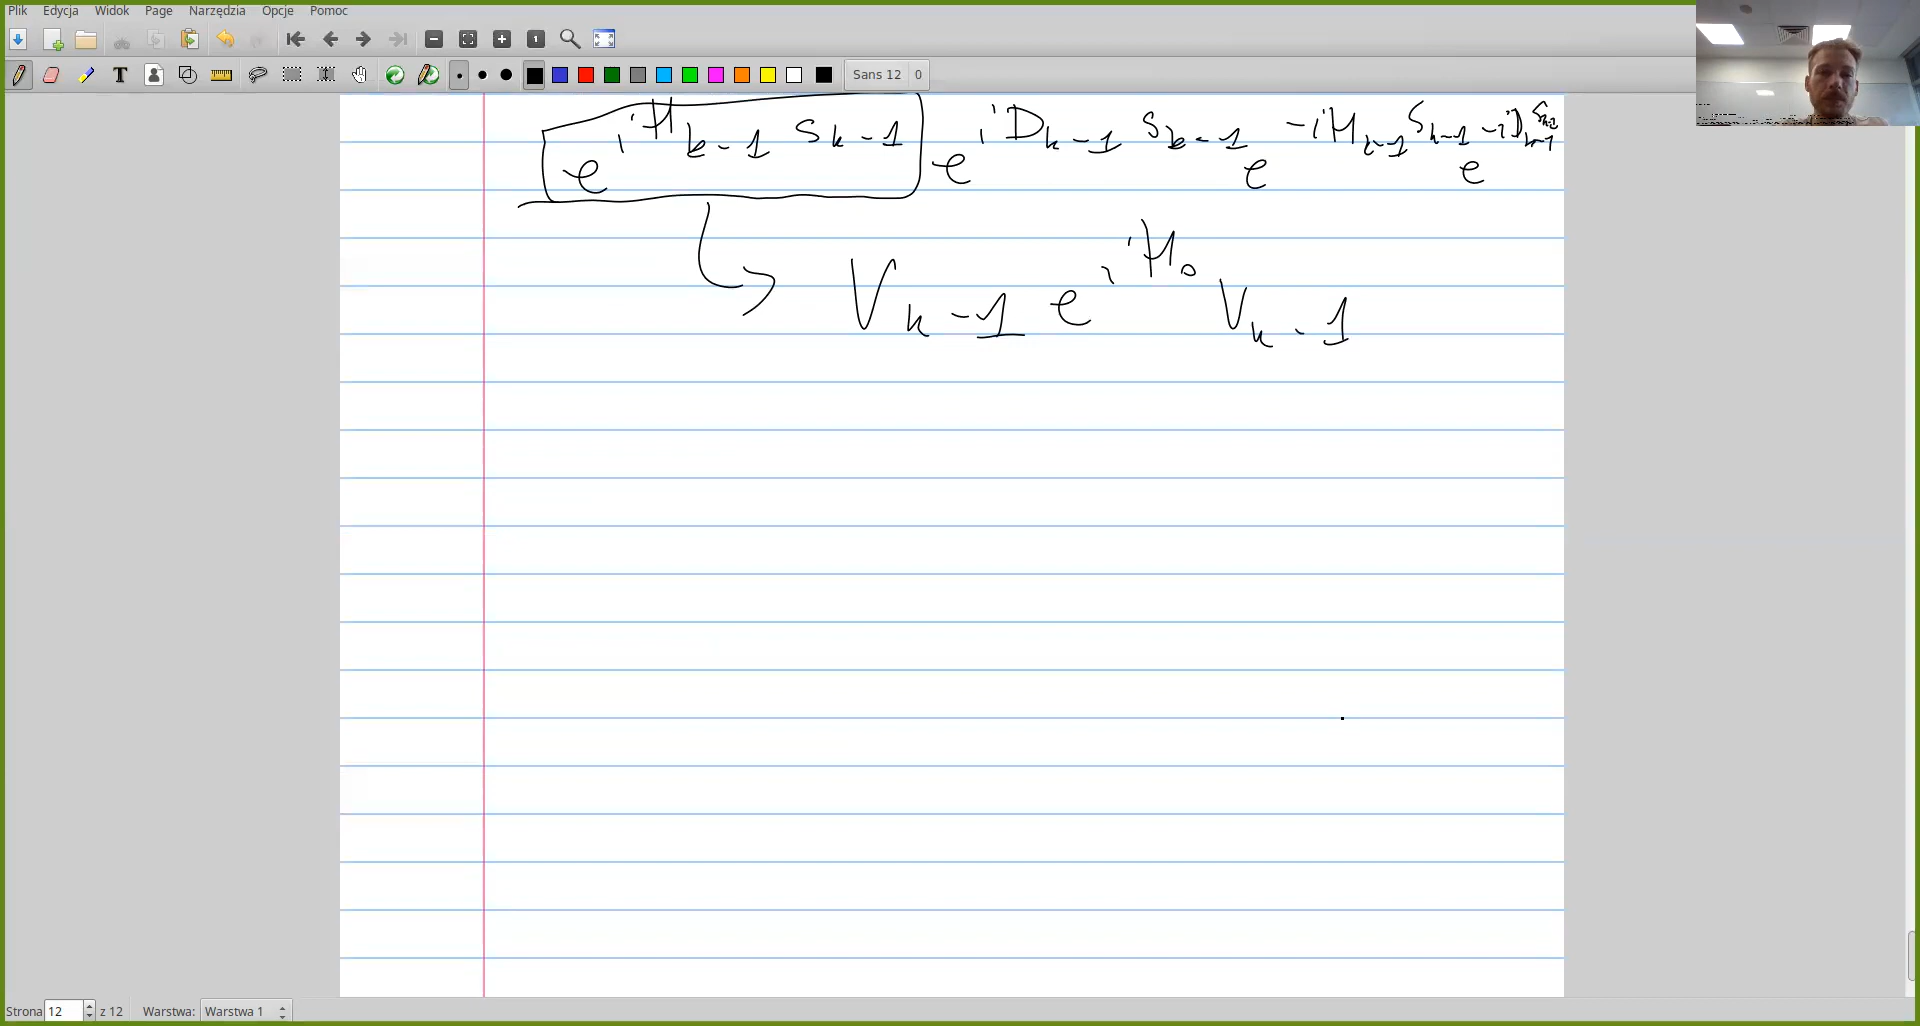 Plik Edycja Widok Page Narzędzia Opcje Pomoc
Sans 12 0
e^{iH_{k-1} s_{k-1}} e^{iD_{k-1} s_{k-1}} e^{-iH_{k-1} s_{k-1}} e^{-iD_{k-1} s_{k-1}}
V_{k-1} e^{iH_0} V_{k-1}
Strona 12 z 12 Warstwa: Warstwa 1